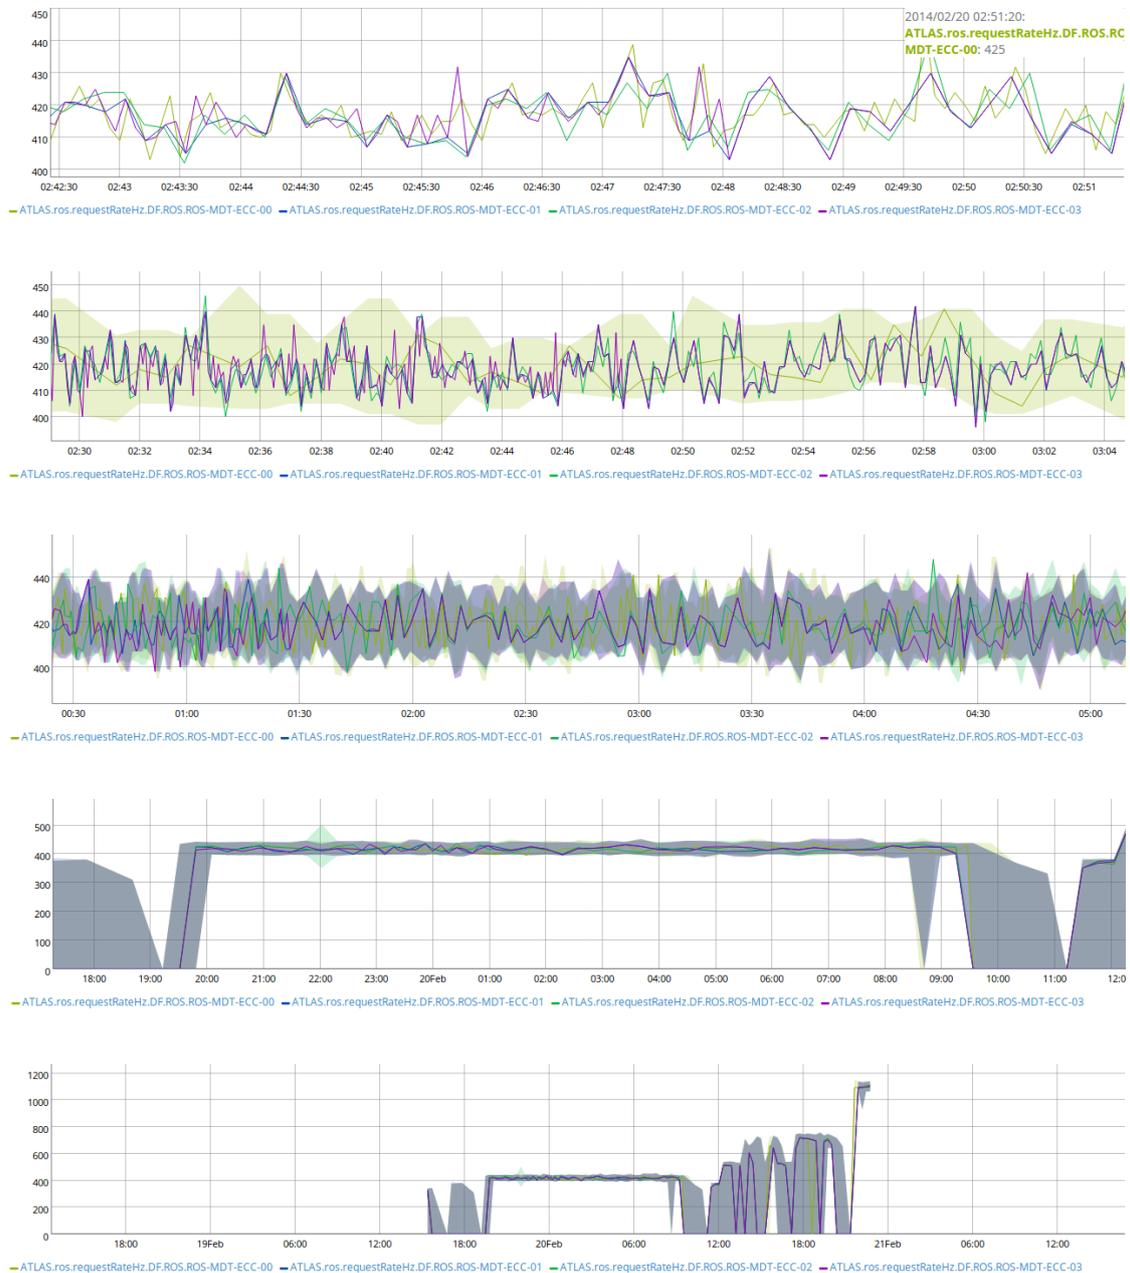 2014/02/20 02:51:20:
ATLAS.ros.requestRateHz.DF.ROS.RO
MDT-ECC-00: 425
450
440
430
420
410
400
02:42:30 02:43 02:43:30 02:44 02:44:30 02:45 02:45:30 02:46 02:46:30 02:47 02:47:30 02:48 02:48:30 02:49 02:49:30 02:50 02:50:30 02:51
ATLAS.ros.requestRateHz.DF.ROS.ROS-MDT-ECC-00 ATLAS.ros.requestRateHz.DF.ROS.ROS-MDT-ECC-01 ATLAS.ros.requestRateHz.DF.ROS.ROS-MDT-ECC-02 ATLAS.ros.requestRateHz.DF.ROS.ROS-MDT-ECC-03
450
440
430
420
410
400
02:30 02:32 02:34 02:36 02:38 02:40 02:42 02:44 02:46 02:48 02:50 02:52 02:54 02:56 02:58 03:00 03:02 03:04
ATLAS.ros.requestRateHz.DF.ROS.ROS-MDT-ECC-00 ATLAS.ros.requestRateHz.DF.ROS.ROS-MDT-ECC-01 ATLAS.ros.requestRateHz.DF.ROS.ROS-MDT-ECC-02 ATLAS.ros.requestRateHz.DF.ROS.ROS-MDT-ECC-03
440
420
400
00:30 01:00 01:30 02:00 02:30 03:00 03:30 04:00 04:30 05:00
ATLAS.ros.requestRateHz.DF.ROS.ROS-MDT-ECC-00 ATLAS.ros.requestRateHz.DF.ROS.ROS-MDT-ECC-01 ATLAS.ros.requestRateHz.DF.ROS.ROS-MDT-ECC-02 ATLAS.ros.requestRateHz.DF.ROS.ROS-MDT-ECC-03
500
400
300
200
100
0
18:00 19:00 20:00 21:00 22:00 23:00 20Feb 01:00 02:00 03:00 04:00 05:00 06:00 07:00 08:00 09:00 10:00 11:00 12:0
ATLAS.ros.requestRateHz.DF.ROS.ROS-MDT-ECC-00 ATLAS.ros.requestRateHz.DF.ROS.ROS-MDT-ECC-01 ATLAS.ros.requestRateHz.DF.ROS.ROS-MDT-ECC-02 ATLAS.ros.requestRateHz.DF.ROS.ROS-MDT-ECC-03
1200
1000
800
600
400
200
0
18:00 19Feb 06:00 12:00 18:00 20Feb 06:00 12:00 18:00 21Feb 06:00 12:00
ATLAS.ros.requestRateHz.DF.ROS.ROS-MDT-ECC-00 ATLAS.ros.requestRateHz.DF.ROS.ROS-MDT-ECC-01 ATLAS.ros.requestRateHz.DF.ROS.ROS-MDT-ECC-02 ATLAS.ros.requestRateHz.DF.ROS.ROS-MDT-ECC-03